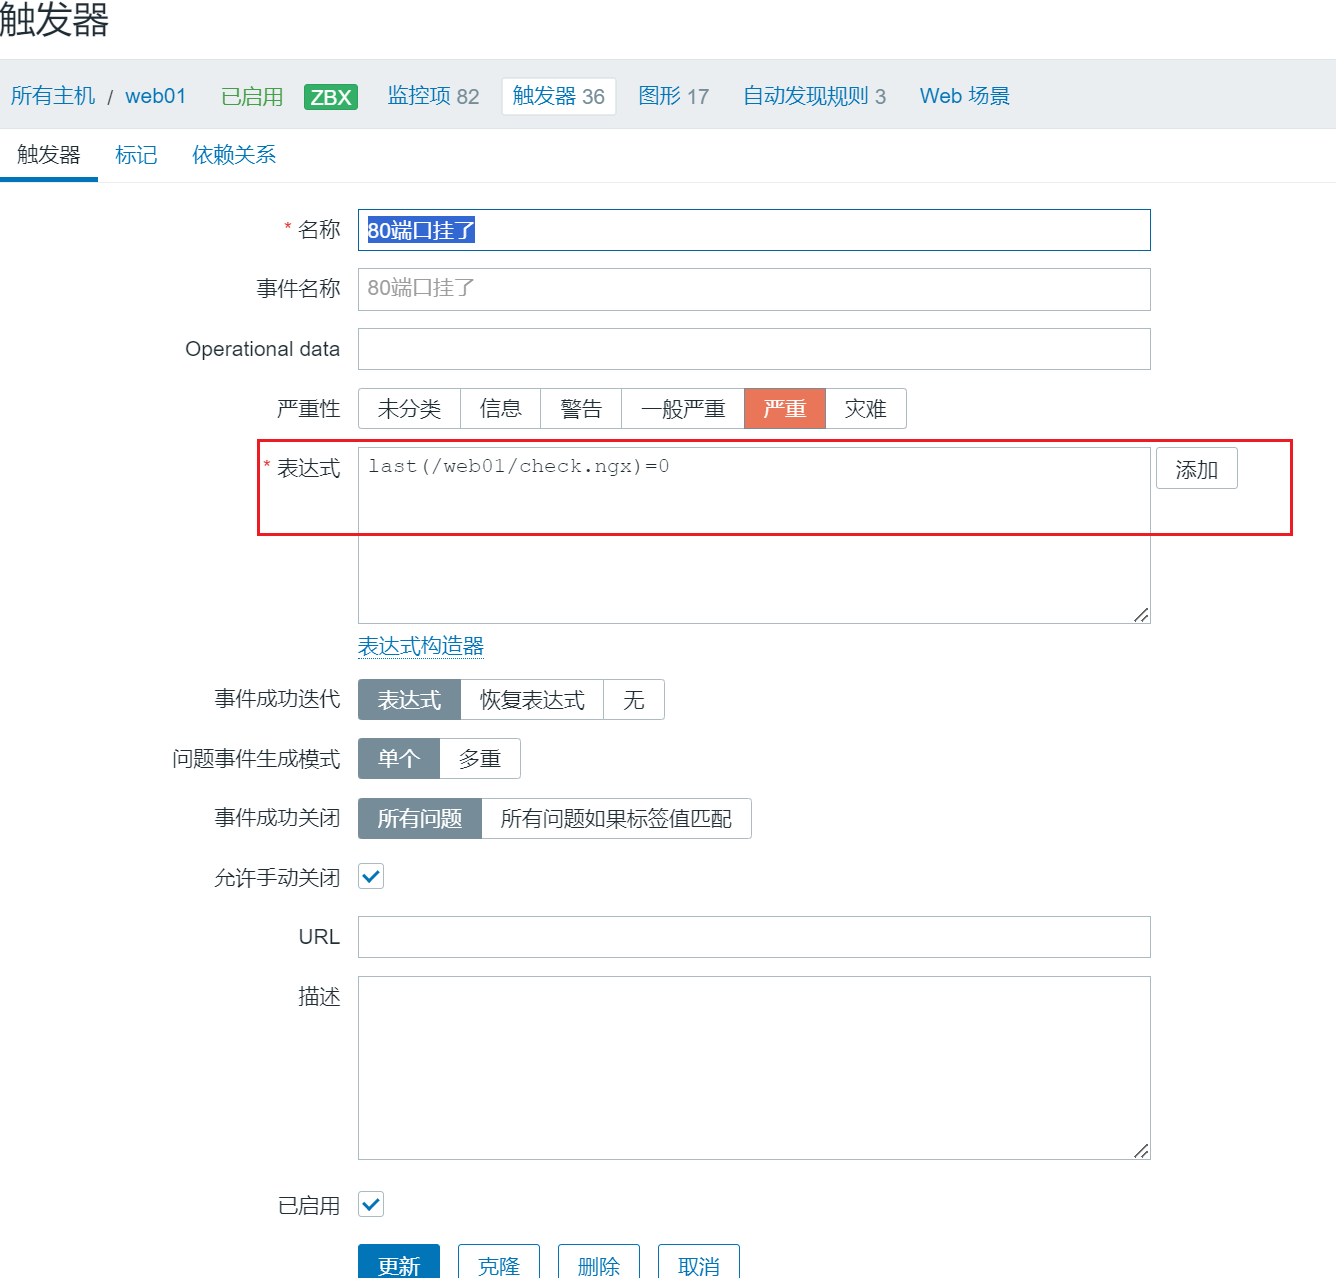 触发器
所有主机 / web01 已启用 ZBX 监控项 82 触发器 36 图形 17 自动发现规则 3 Web 场景
触发器 标记 依赖关系
* 名称 80端口挂了
事件名称 80端口挂了
Operational data
严重性 未分类 信息 警告 一般严重 严重 灾难
* 表达式 last(/web01/check.ngx)=0 添加
表达式构造器
事件成功迭代 表达式 恢复表达式 无
问题事件生成模式 单个 多重
事件成功关闭 所有问题 所有问题如果标签值匹配
允许手动关闭
URL
描述
已启用
更新 克隆 删除 取消